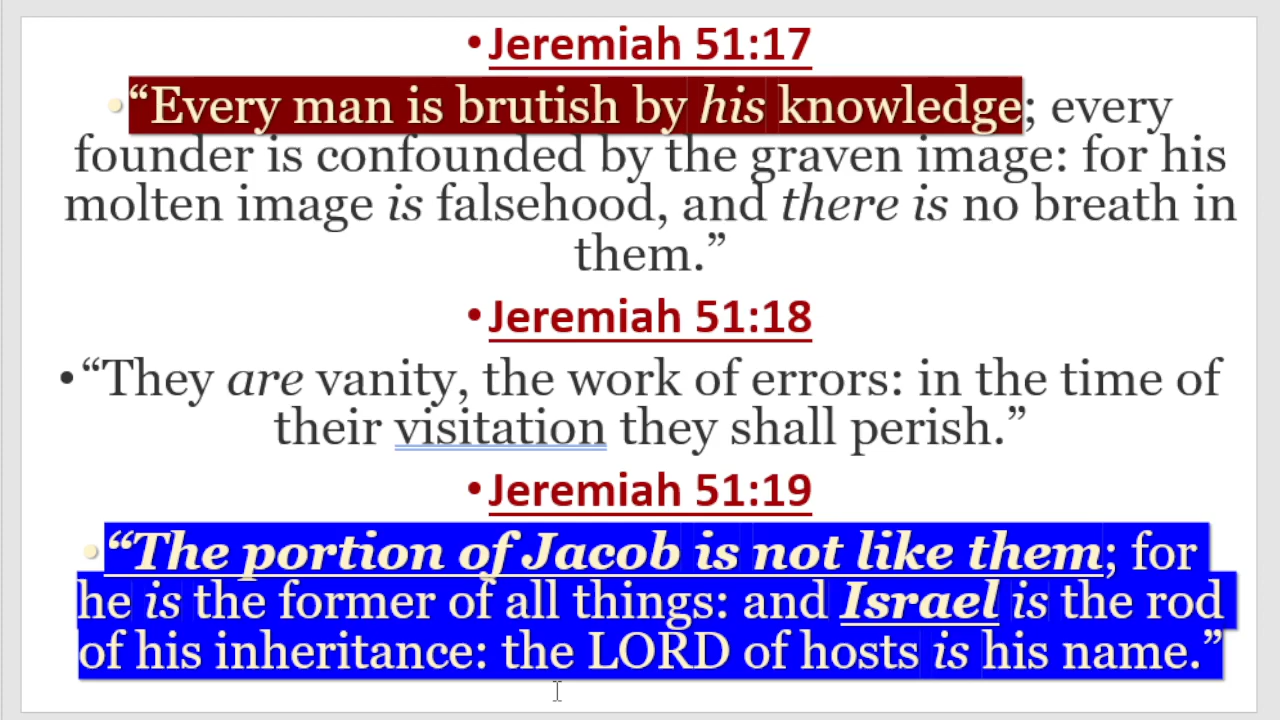 •Jeremiah 51:17
•“Every man is brutish by his knowledge; every
founder is confounded by the graven image: for his
molten image is falsehood, and there is no breath in
them.”
•Jeremiah 51:18
•“They are vanity, the work of errors: in the time of
their visitation they shall perish.”
•Jeremiah 51:19
•“The portion of Jacob is not like them; for
he is the former of all things: and Israel is the rod
of his inheritance: the LORD of hosts is his name.”